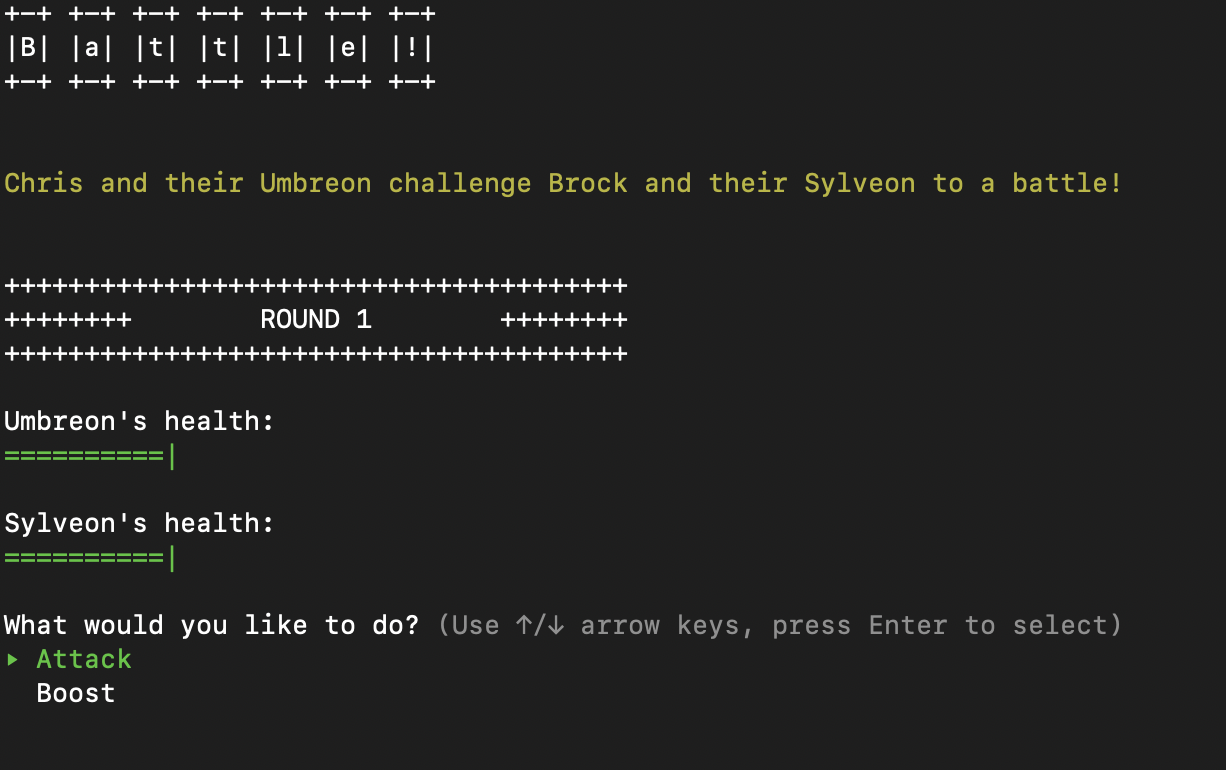 +-+ +-+ +-+ +-+ +-+ +-+ +-+
|B| |a| |t| |t| |l| |e| |!|
+-+ +-+ +-+ +-+ +-+ +-+ +-+
Chris and their Umbreon challenge Brock and their Sylveon to a battle!
+++++++++++++++++++++++++++++++++++++++
++++++++        ROUND 1        ++++++++
+++++++++++++++++++++++++++++++++++++++
Umbreon's health:
==========|
Sylveon's health:
==========|
What would you like to do? (Use ↑/↓ arrow keys, press Enter to select)
‣ Attack
  Boost